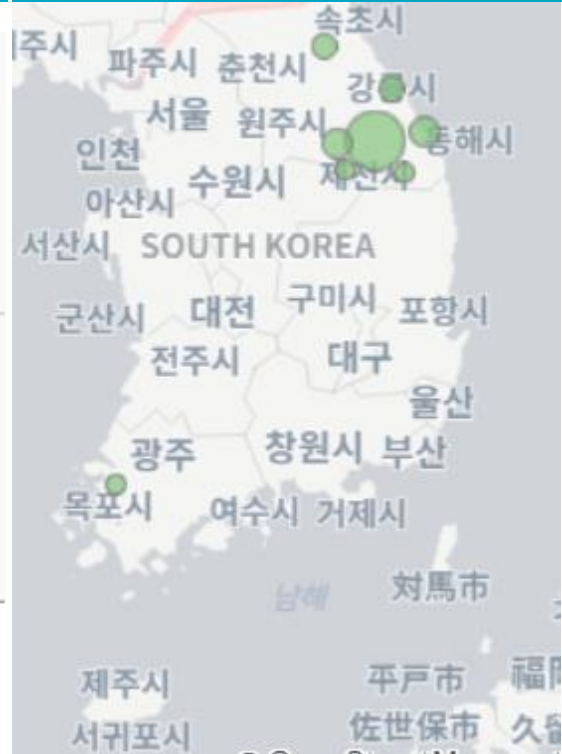 속초시
주시
파주시
춘천시
강릉시
서울
원주시
동해시
인천
제천시
수원시
아산시
서산시
SOUTH KOREA
군산시
대전
구미시
포항시
전주시
대구
울산
광주
창원시
부산
목포시
여수시
거제시
남해
対馬市
제주시
平戸市
福岡
서귀포시
佐世保市
久留